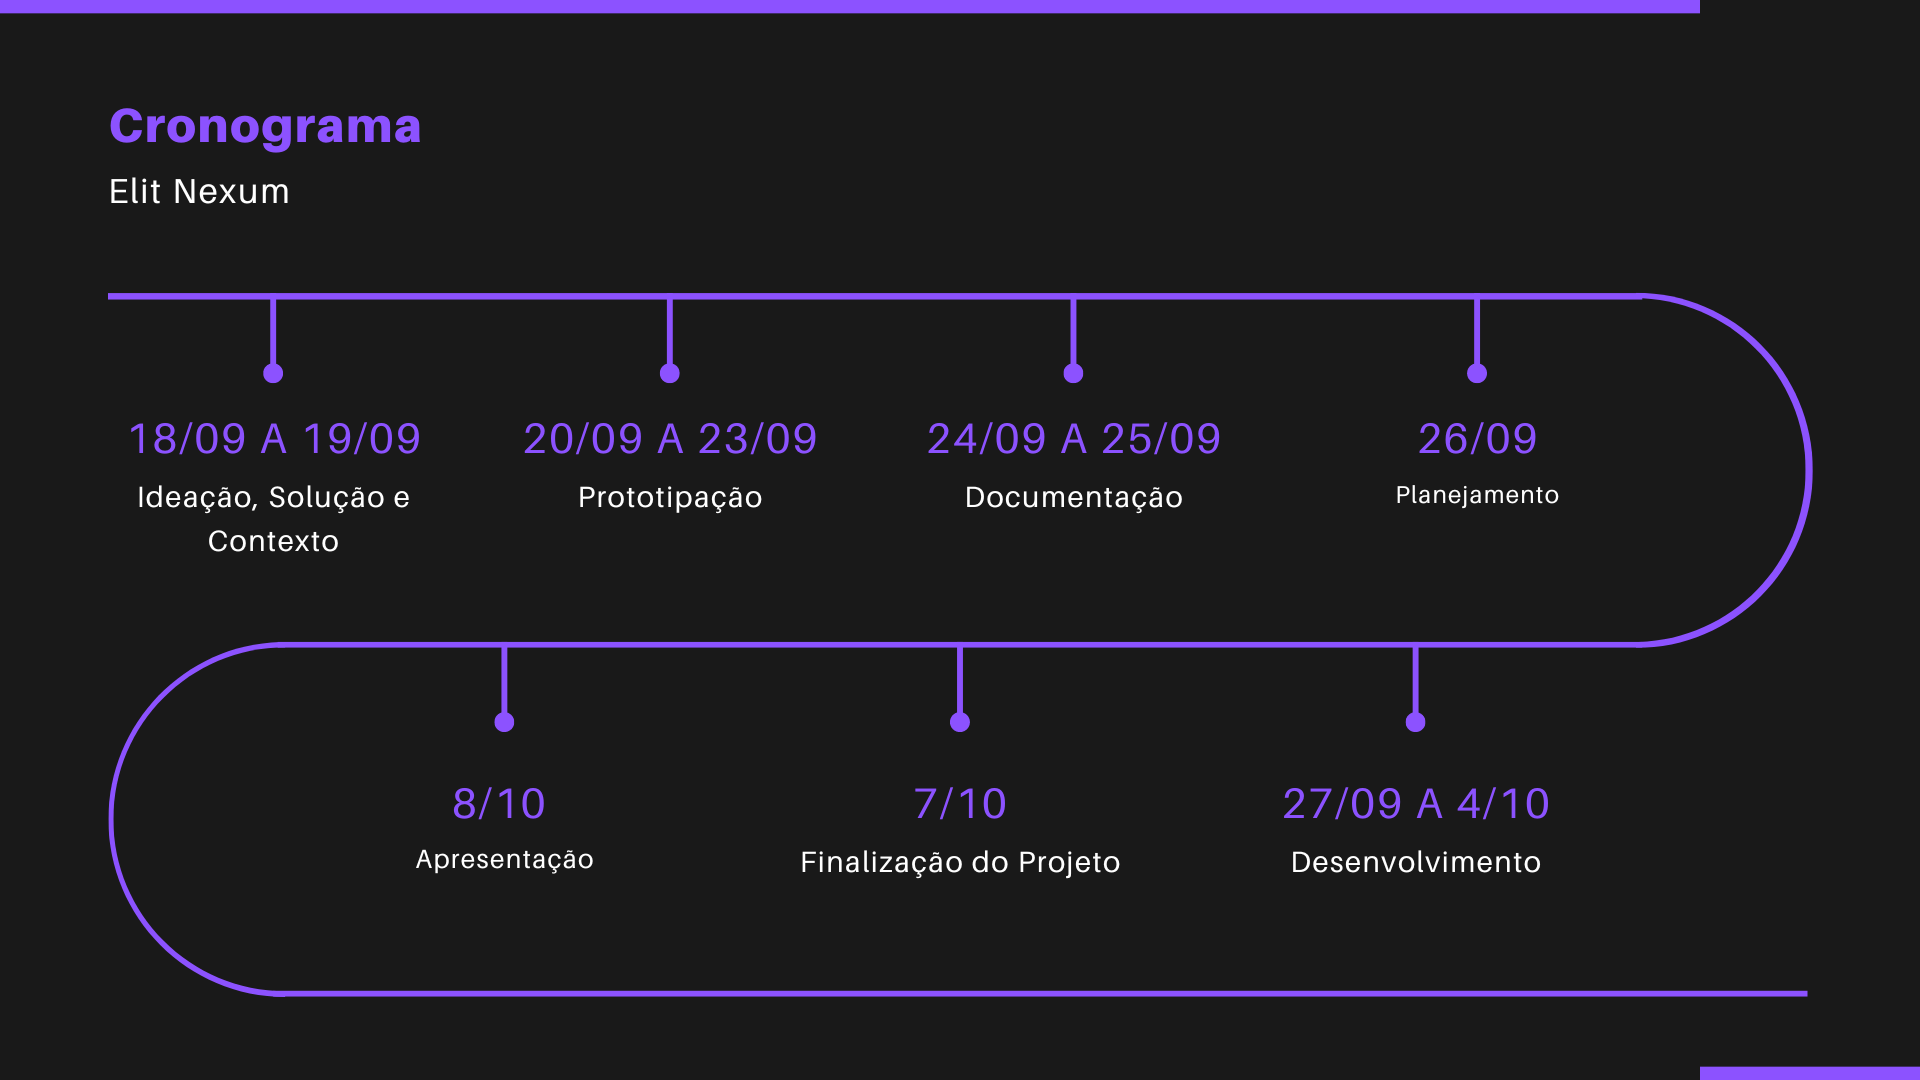 Cronograma
Elit Nexum
18/09 A 19/09
Ideação, Solução e
Contexto
20/09 A 23/09
Prototipação
24/09 A 25/09
Documentação
26/09
Planejamento
8/10
Apresentação
7/10
Finalização do Projeto
27/09 A 4/10
Desenvolvimento